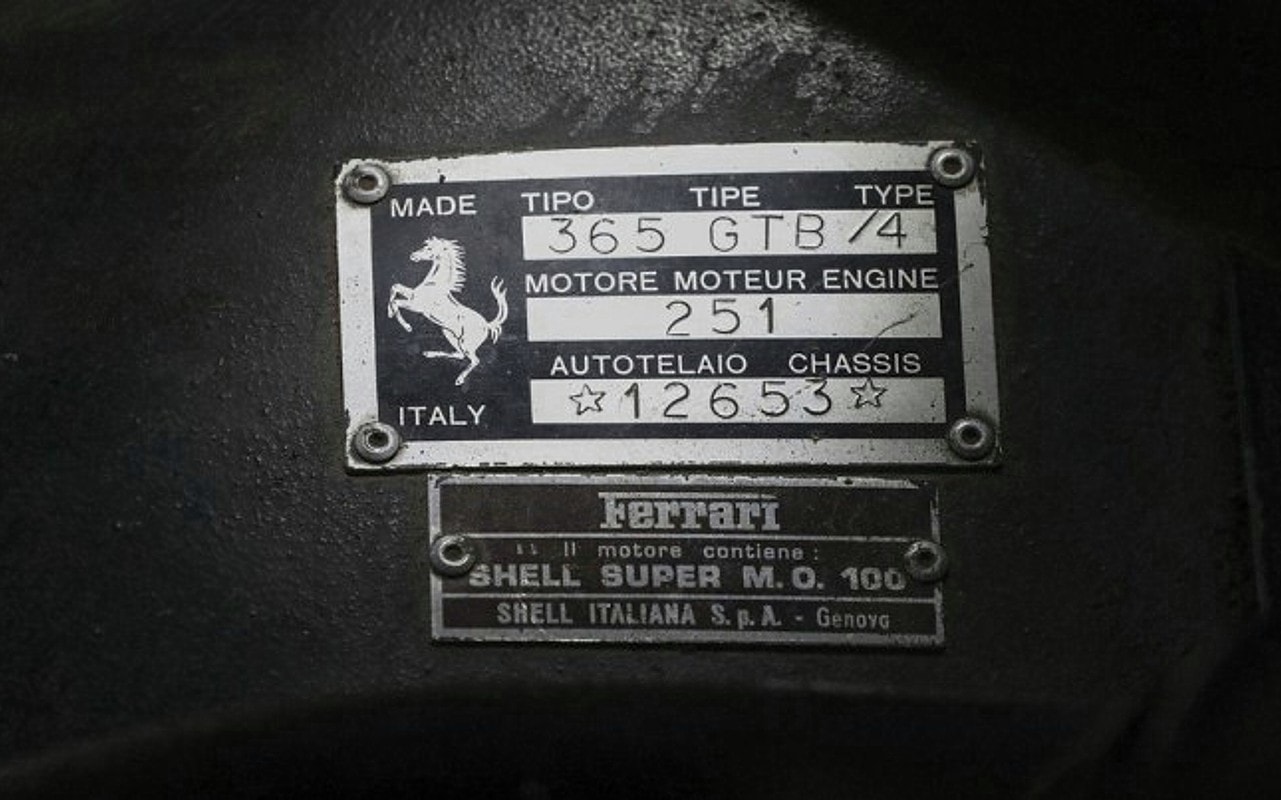 MADE
TIPO TIPE TYPE
365 GTB/4
MOTORE MOTEUR ENGINE
251
AUTOTELAIO CHASSIS
☆12653☆
ITALY
Ferrari
Il motore contiene:
SHELL SUPER M.O. 100
SHELL ITALIANA S.p.A. - Genova